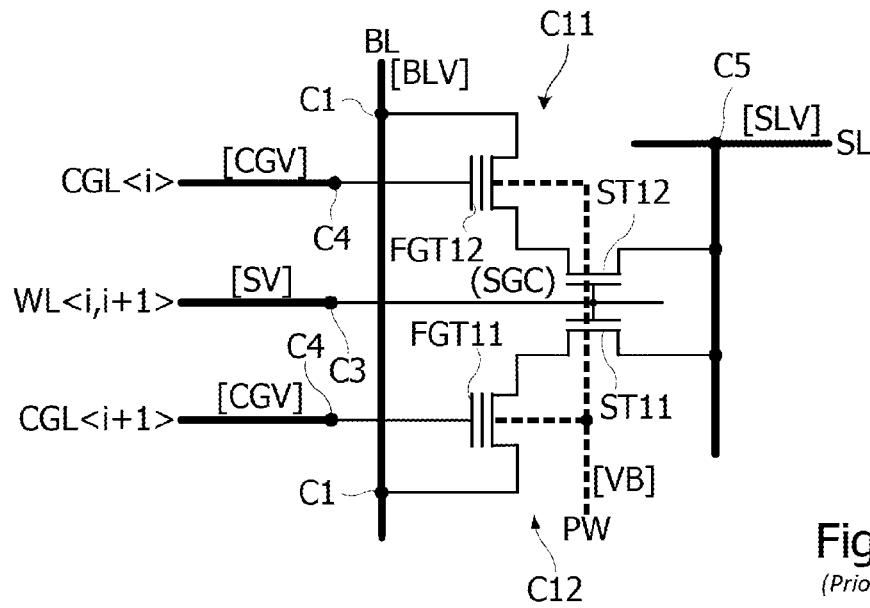 C11
BL
[BLV]
C5
C1
[SLV]
SL
CGL<i>
[CGV]
ST12
C4
FGT12
WL<i,i+1>
[SV]
(SGC)
C4
FGT11
C3
CGL<i+1>
[CGV]
ST11
C1
[VB]
PW
C12
Fig
(Prio